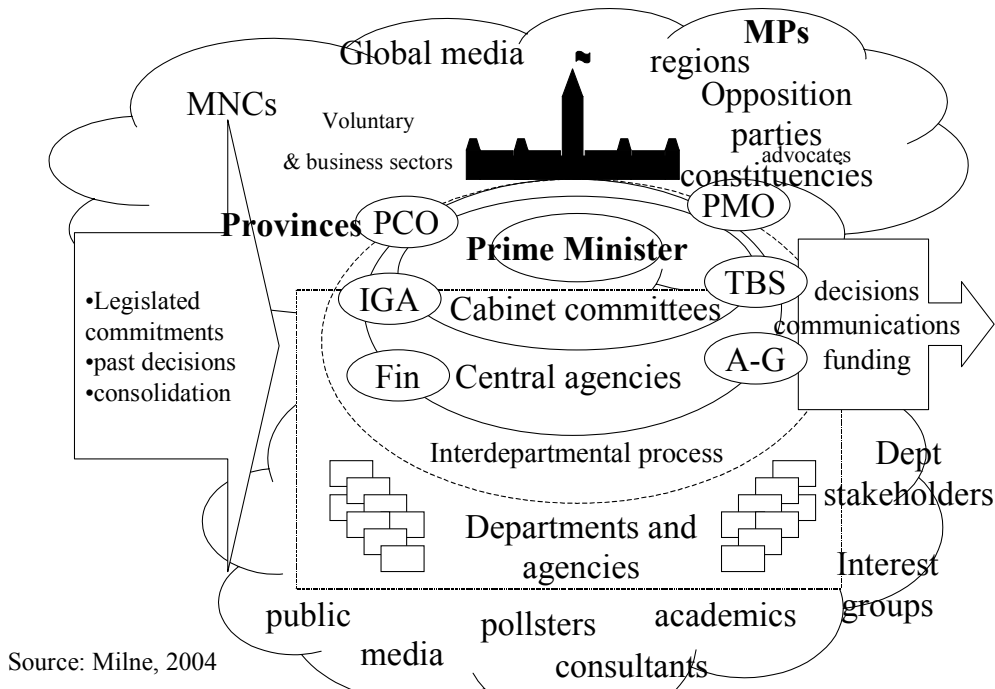 Global media
MPs
regions
MNCs
Opposition
parties
Voluntary
& business sectors
advocates
constituencies
Provinces
PCO
PMO
Prime Minister
IGA
TBS
Cabinet committees
•Legislated
commitments
•past decisions
•consolidation
decisions
communications
funding
Fin
Central agencies
A-G
Interdepartmental process
Dept
stakeholders
Departments and
agencies
Interest
groups
public
pollsters
academics
media
consultants
Source: Milne, 2004